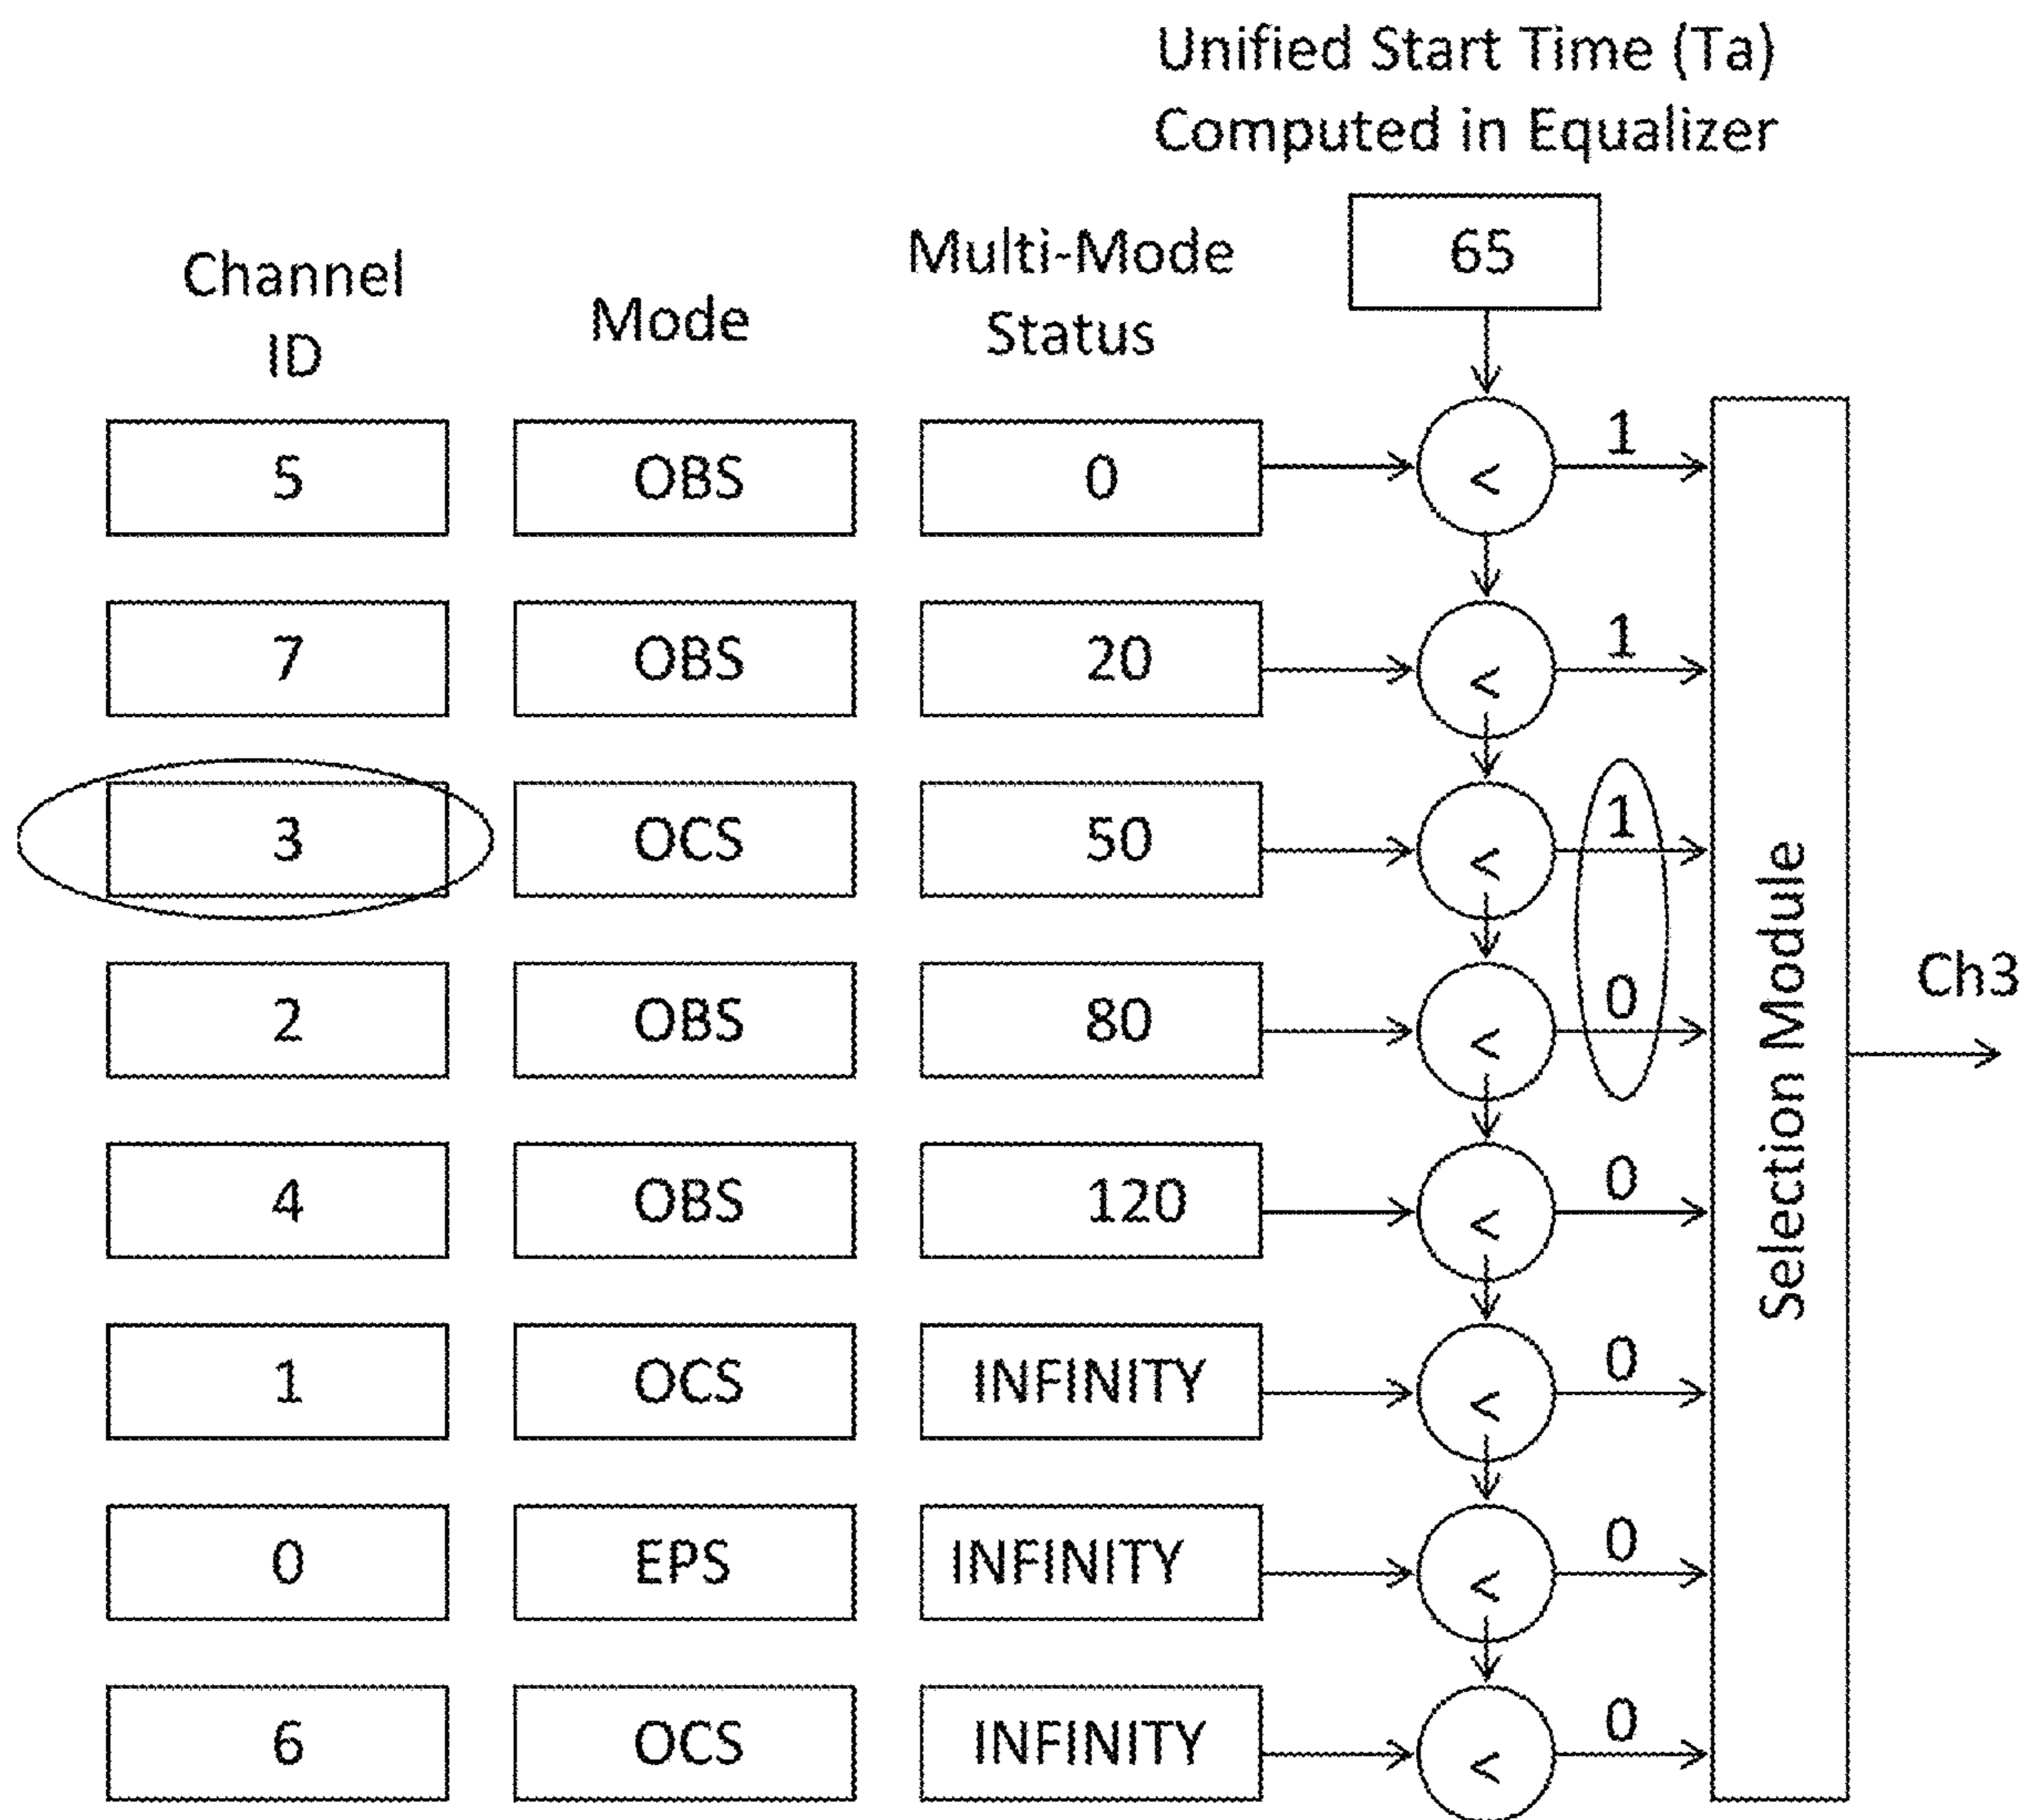 Unified Start Time (Ta)
Computed in Equalizer
65
Channel
ID
Mode
Multi-Mode
Status
5 OBS 0 < 1
7 OBS 20 < 1
3 OCS 50 < 1
2 OBS 80 < 0
4 OBS 120 < 0
1 OCS INFINITY < 0
0 EPS INFINITY < 0
6 OCS INFINITY < 0
Selection Module
Ch3